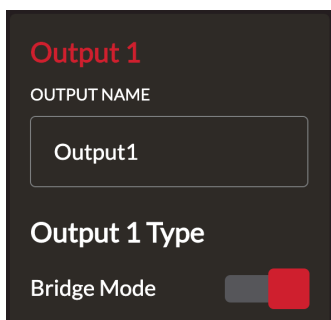 Output 1
OUTPUT NAME
Output1
Output 1 Type
Bridge Mode